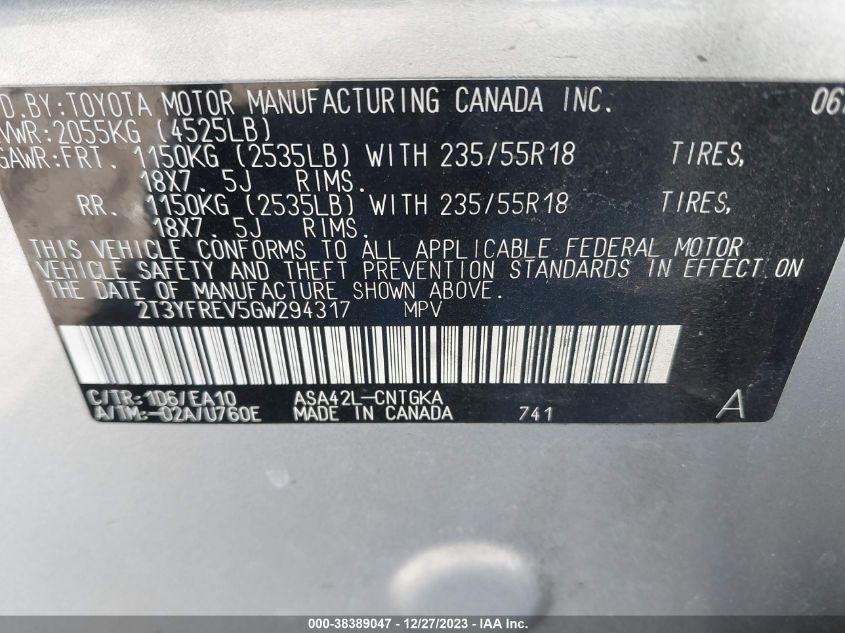 D.BY:TOYOTA MOTOR MANUFACTURING CANADA INC. 06
VWR:2055KG (4525LB)
GAWR:FRT. 1150KG (2535LB) WITH 235/55R18 TIRES,
18X7. 5J RIMS.
RR. 1150KG (2535LB) WITH 235/55R18 TIRES,
18X7. 5J RIMS.
THIS VEHICLE CONFORMS TO ALL APPLICABLE FEDERAL MOTOR
VEHICLE SAFETY AND THEFT PREVENTION STANDARDS IN EFFECT ON
THE DATE OF MANUFACTURE SHOWN ABOVE.
2T3YFREV5GW294317 MPV
C/TR:1D6/EA10 ASA42L-CNTGKA
A/TM:-02A/U760E MADE IN CANADA 741 A
000-38389047 - 12/27/2023 - IAA Inc.